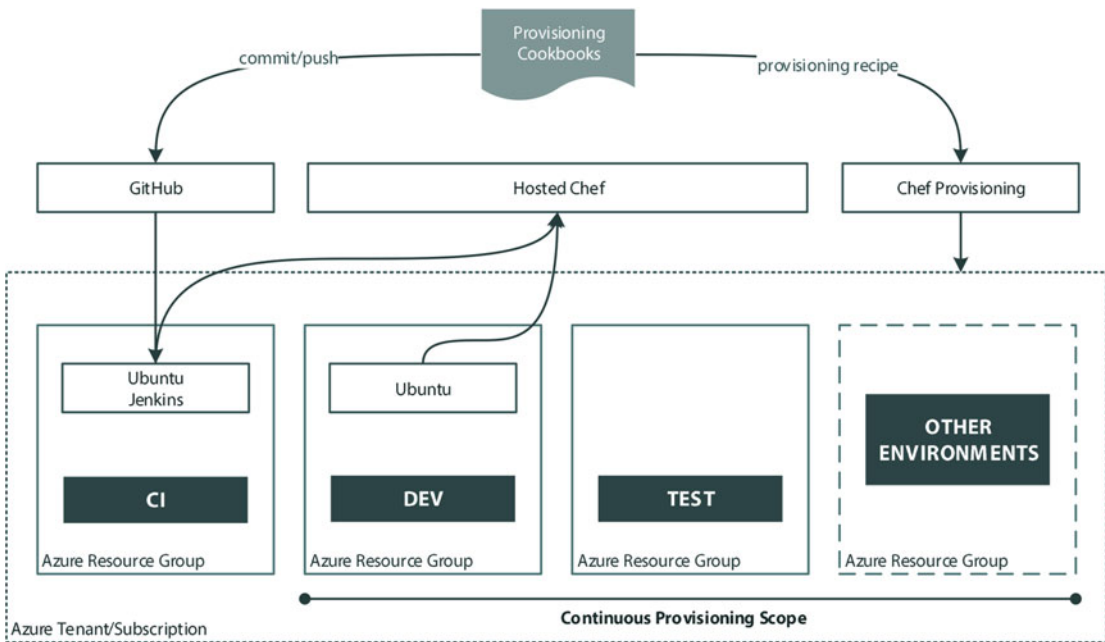 Provisioning
Cookbooks
commit/push
provisioning recipe
GitHub
Hosted Chef
Chef Provisioning
Ubuntu
Jenkins
Ubuntu
OTHER
ENVIRONMENTS
CI
DEV
TEST
Azure Resource Group
Azure Resource Group
Azure Resource Group
Azure Resource Group
Continuous Provisioning Scope
Azure Tenant/Subscription